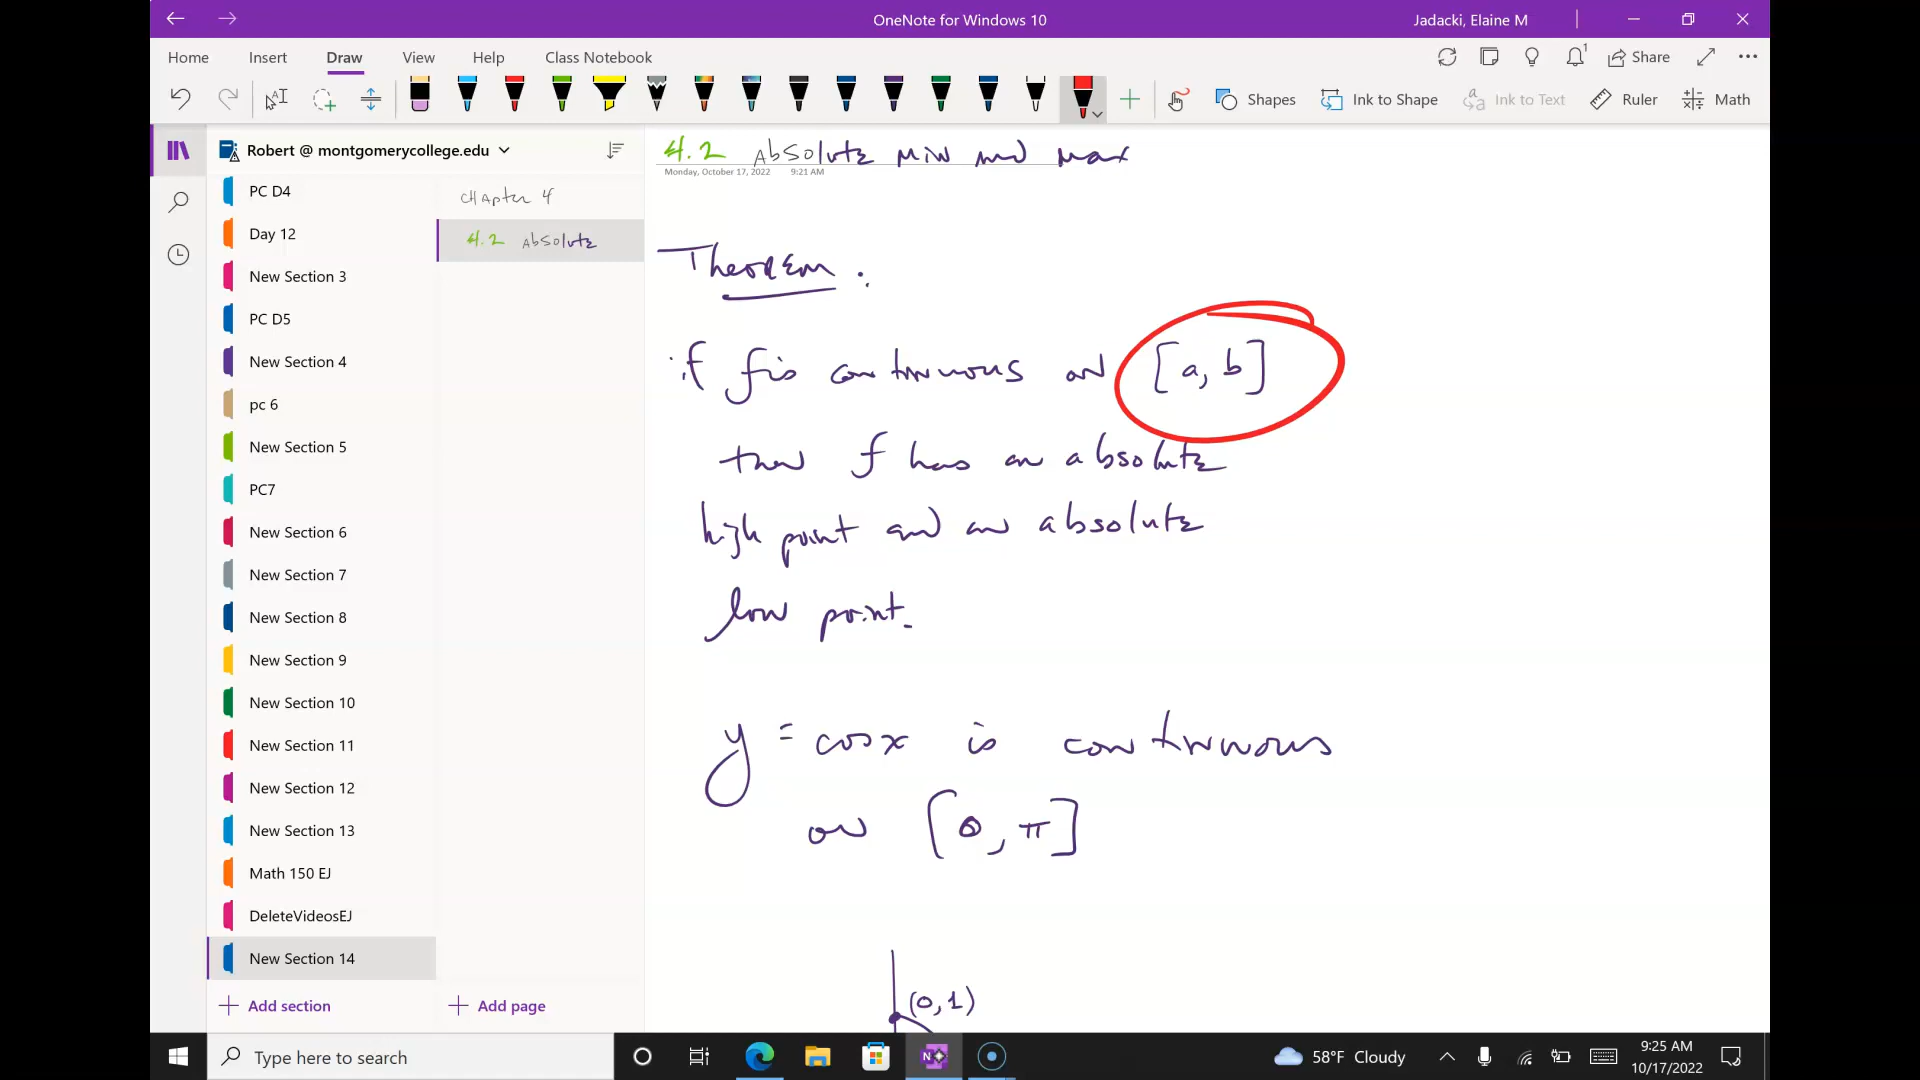 OneNote for Windows 10
Jadacki, Elaine M
Home Insert Draw View Help Class Notebook
1 Share
Shapes Ink to Shape Ink to Text Ruler Math
Robert @ montgomerycollege.edu
PC D4
Day 12
New Section 3
PC D5
New Section 4
pc 6
New Section 5
PC7
New Section 6
New Section 7
New Section 8
New Section 9
New Section 10
New Section 11
New Section 12
New Section 13
Math 150 EJ
DeleteVideosEJ
New Section 14
Add section
Chapter 4
4.2 Absolute
Add page
4.2 Absolute Min and Max
Monday, October 17, 2022 9:21 AM
Theorem:
if f is continuous on [a, b]
then f has an absolute
high point and an absolute
low point.
y = cosx is continuous
on [0, π]
(0,1)
Type here to search
58°F Cloudy
9:25 AM
10/17/2022